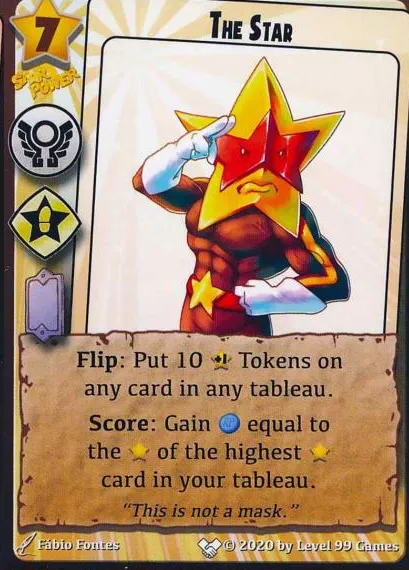 7
STAR
POWER
THE STAR
Flip: Put 10 +1 Tokens on
any card in any tableau.
Score: Gain NP equal to
the of the highest
card in your tableau.
"This is not a mask."
Fábio Fontes
© 2020 by Level 99 Games